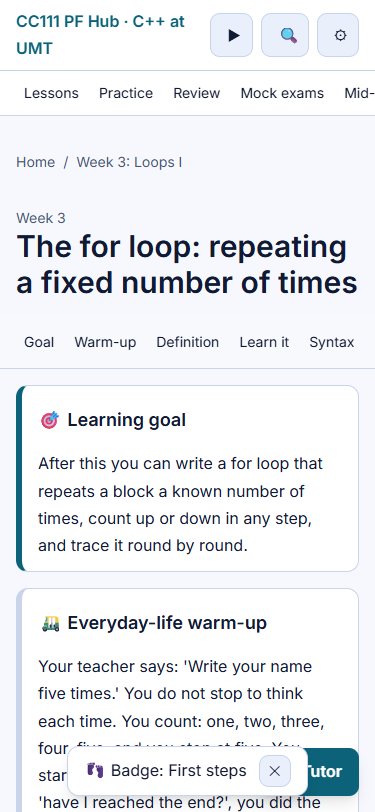 CC111 PF Hub · C++ at
UMT
Lessons Practice Review Mock exams Mid-
Home / Week 3: Loops I
Week 3
The for loop: repeating
a fixed number of times
Goal Warm-up Definition Learn it Syntax
Learning goal
After this you can write a for loop that
repeats a block a known number of
times, count up or down in any step,
and trace it round by round.
Everyday-life warm-up
Your teacher says: 'Write your name
five times.' You do not stop to think
each time. You count: one, two, three,
four, five, and you stop at five. You
Badge: First steps
Tutor
'have I reached the end?', you did the